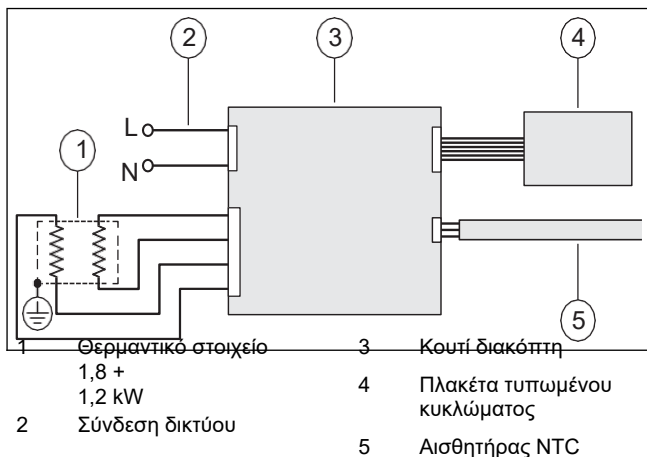 2
3
4
L
N
1
5
1 Θερμαντικό στοιχείο
1,8 +
1,2 kW
2 Σύνδεση δικτύου
3 Κουτί διακόπτη
4 Πλακέτα τυπωμένου
κυκλώματος
5 Αισθητήρας NTC